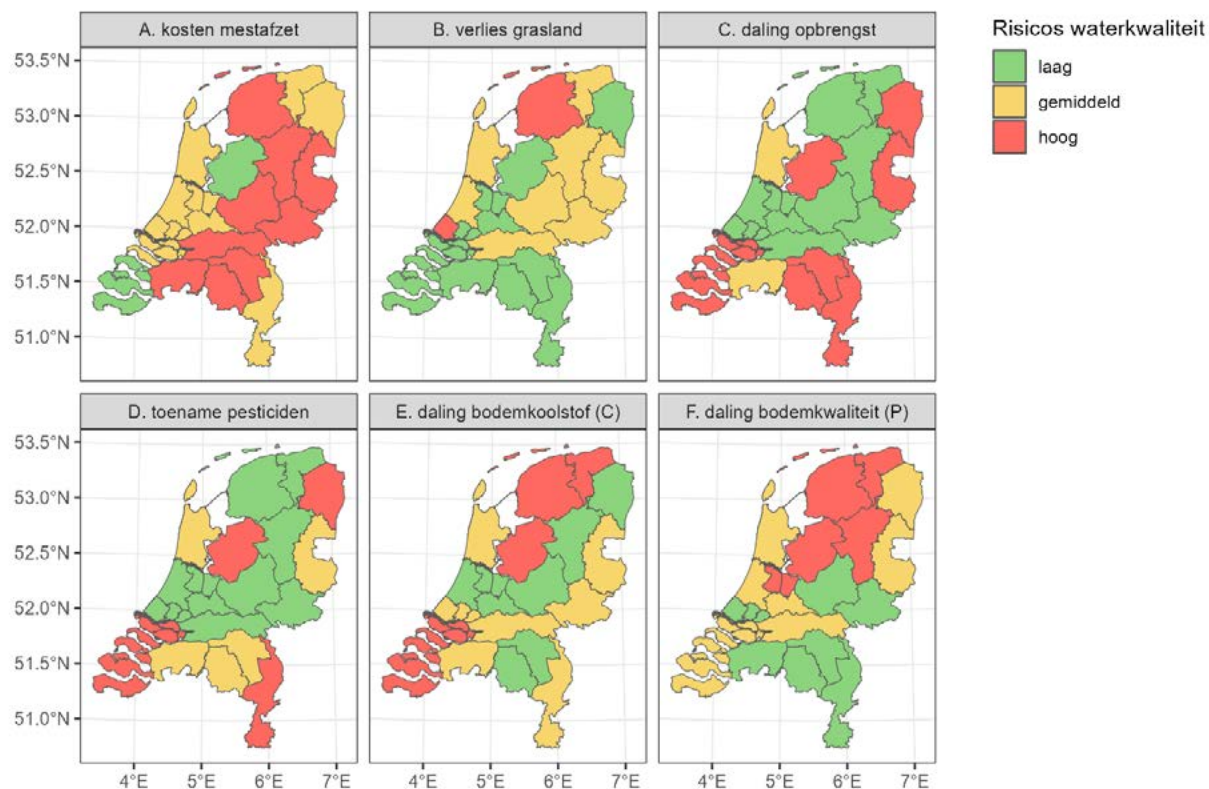 A. kosten mestafzet
B. verlies grasland
C. daling opbrengst
Risicos waterkwaliteit
laag
gemiddeld
hoog
53.5°N
53.0°N
52.5°N
52.0°N
51.5°N
51.0°N
D. toename pesticiden
E. daling bodemkoolstof (C)
F. daling bodemkwaliteit (P)
53.5°N
53.0°N
52.5°N
52.0°N
51.5°N
51.0°N
4°E 5°E 6°E 7°E
4°E 5°E 6°E 7°E
4°E 5°E 6°E 7°E